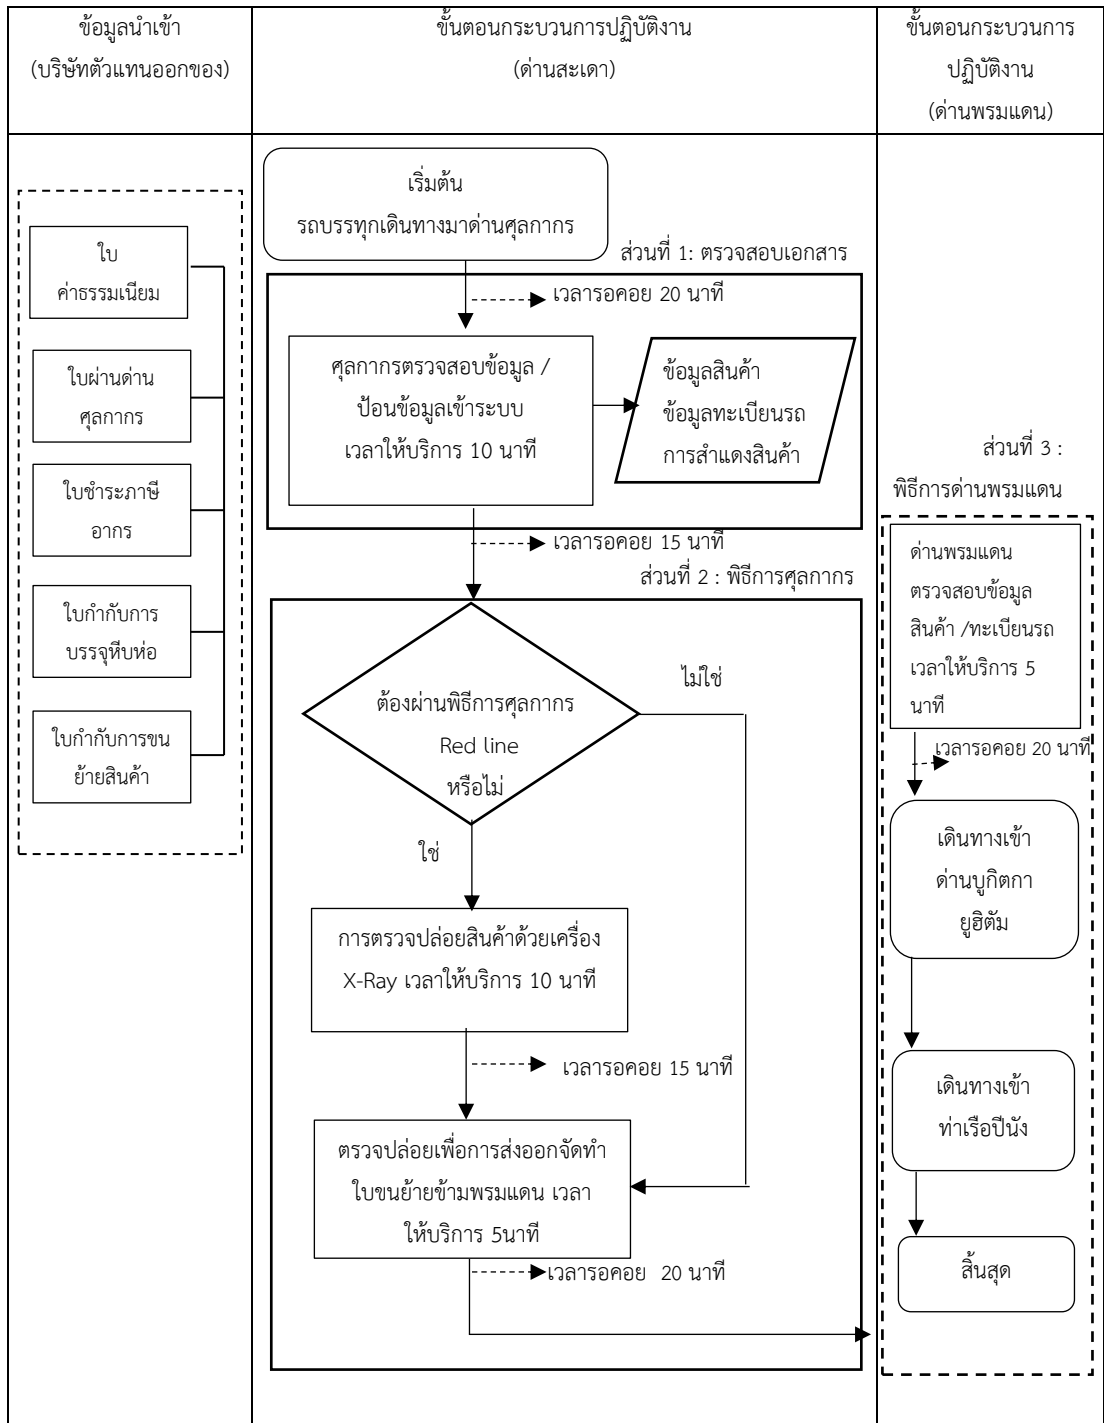 ข้อมูลนำเข้า
(บริษัทตัวแทนออกของ)
ขั้นตอนกระบวนการปฏิบัติงาน
(ด่านสะเดา)
ขั้นตอนกระบวนการ
ปฏิบัติงาน
(ด่านพรมแดน)
ใบ
ค่าธรรมเนียม
ใบผ่านด่าน
ศุลกากร
ใบชำระภาษี
อากร
ใบกำกับการ
บรรจุหีบห่อ
ใบกำกับการขน
ย้ายสินค้า
เริ่มต้น
รถบรรทุกเดินทางมาด่านศุลกากร
ส่วนที่ 1: ตรวจสอบเอกสาร
เวลารอคอย 20 นาที
ศุลกากรตรวจสอบข้อมูล /
ป้อนข้อมูลเข้าระบบ
เวลาให้บริการ 10 นาที
ข้อมูลสินค้า
ข้อมูลทะเบียนรถ
การสำแดงสินค้า
เวลารอคอย 15 นาที
ส่วนที่ 2 : พิธีการศุลกากร
ต้องผ่านพิธีการศุลกากร
Red line
หรือไม่
ไม่ใช่
ใช่
การตรวจปล่อยสินค้าด้วยเครื่อง
X-Ray เวลาให้บริการ 10 นาที
เวลารอคอย 15 นาที
ตรวจปล่อยเพื่อการส่งออกจัดทำ
ใบขนย้ายข้ามพรมแดน เวลา
ให้บริการ 5นาที
เวลารอคอย 20 นาที
ส่วนที่ 3 :
พิธีการด่านพรมแดน
ด่านพรมแดน
ตรวจสอบข้อมูล
สินค้า /ทะเบียนรถ
เวลาให้บริการ 5
นาที
เวลารอคอย 20 นาที
เดินทางเข้า
ด่านบูกิตกา
ยูฮิตัม
เดินทางเข้า
ท่าเรือปีนัง
สิ้นสุด